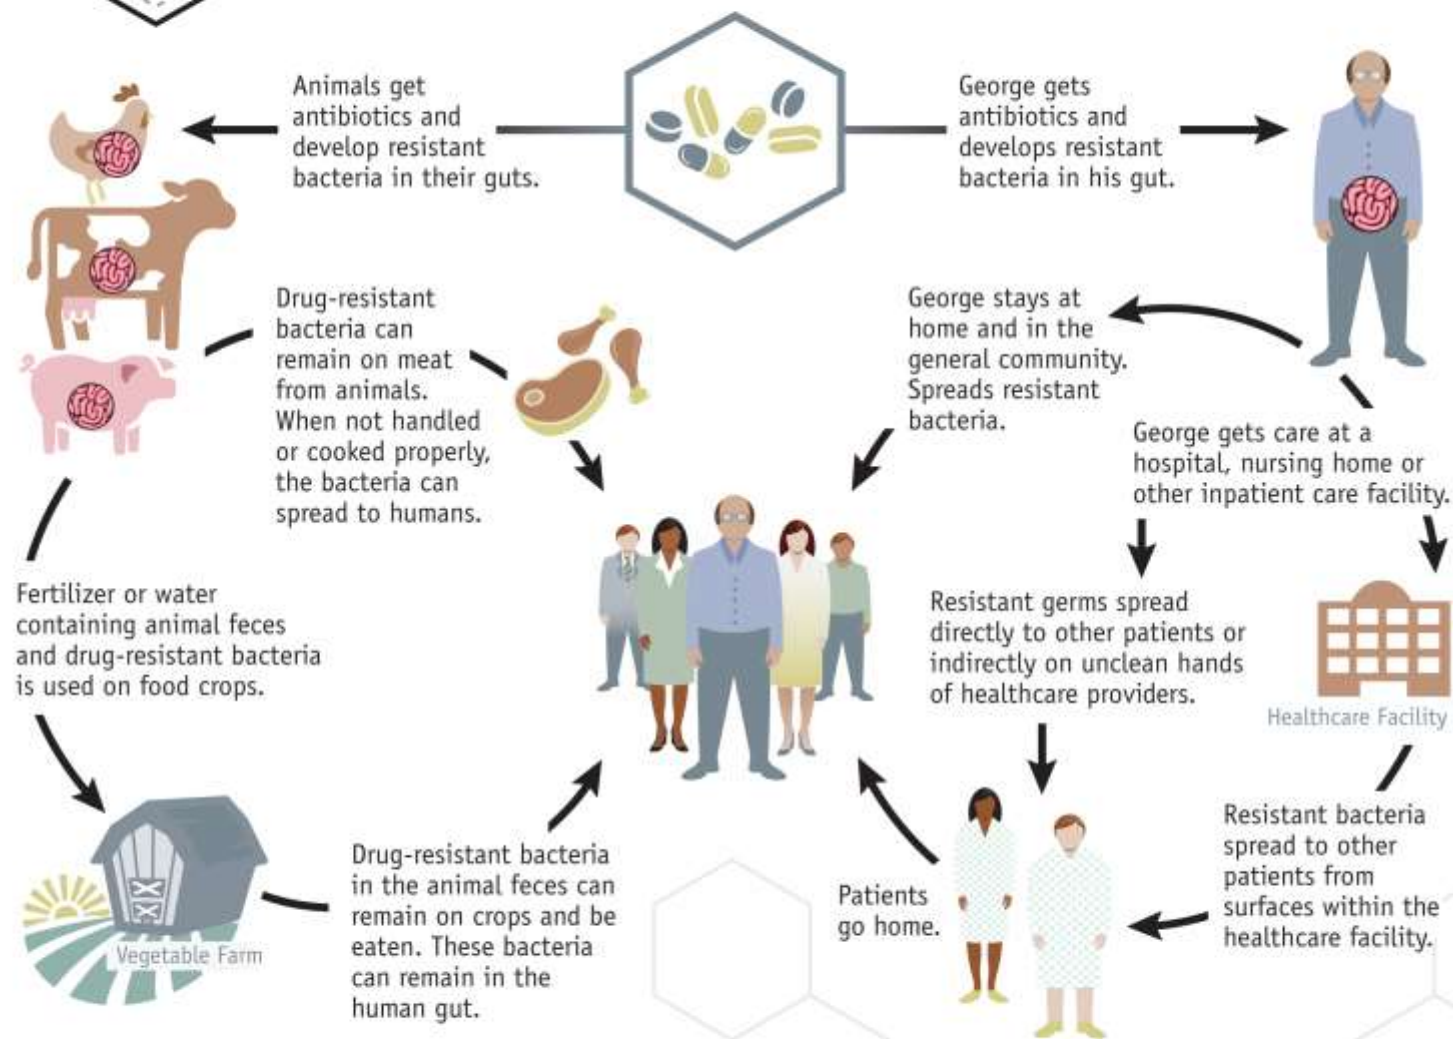 Animals get
antibiotics and
develop resistant
bacteria in their guts.
George gets
antibiotics and
develops resistant
bacteria in his gut.
Drug-resistant
bacteria can
remain on meat
from animals.
When not handled
or cooked properly,
the bacteria can
spread to humans.
George stays at
home and in the
general community.
Spreads resistant
bacteria.
George gets care at a
hospital, nursing home or
other inpatient care facility.
Fertilizer or water
containing animal feces
and drug-resistant bacteria
is used on food crops.
Resistant germs spread
directly to other patients or
indirectly on unclean hands
of healthcare providers.
Healthcare Facility
Vegetable Farm
Drug-resistant bacteria
in the animal feces can
remain on crops and be
eaten. These bacteria
can remain in the
human gut.
Patients
go home.
Resistant bacteria
spread to other
patients from
surfaces within the
healthcare facility.